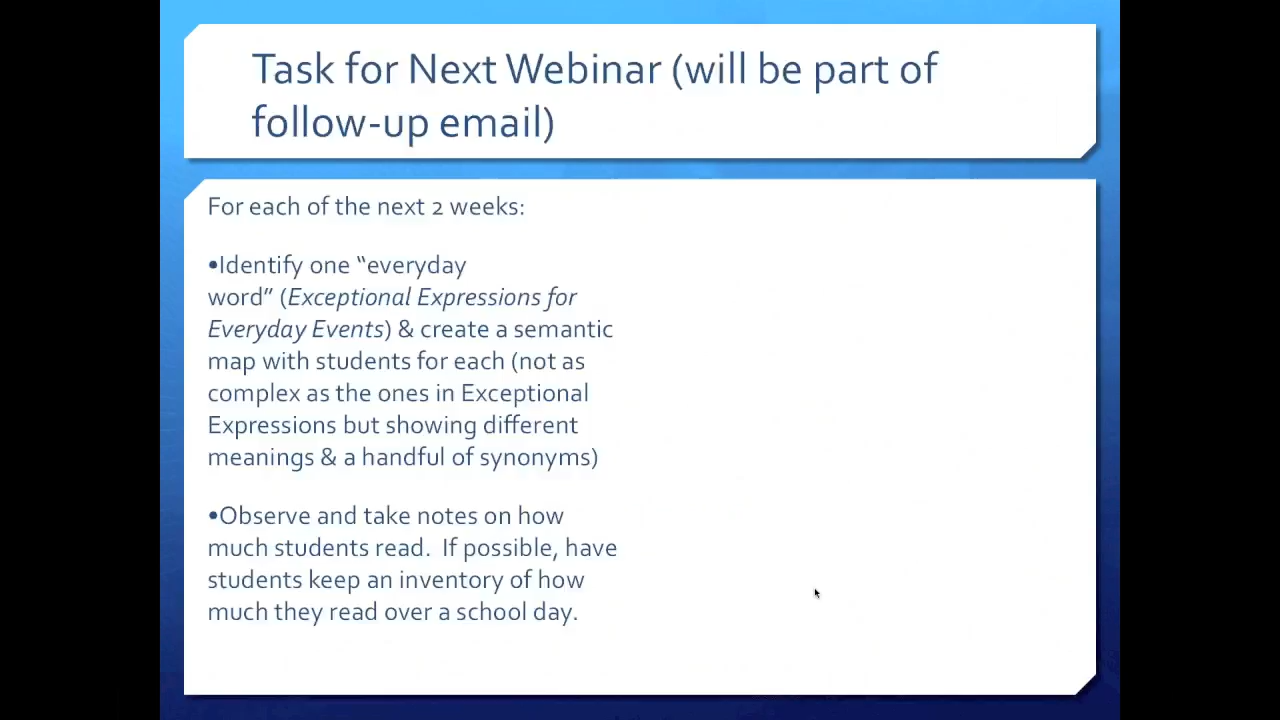 Task for Next Webinar (will be part of
follow-up email)
For each of the next 2 weeks:
•Identify one “everyday
word” (Exceptional Expressions for
Everyday Events) & create a semantic
map with students for each (not as
complex as the ones in Exceptional
Expressions but showing different
meanings & a handful of synonyms)
•Observe and take notes on how
much students read.  If possible, have
students keep an inventory of how
much they read over a school day.